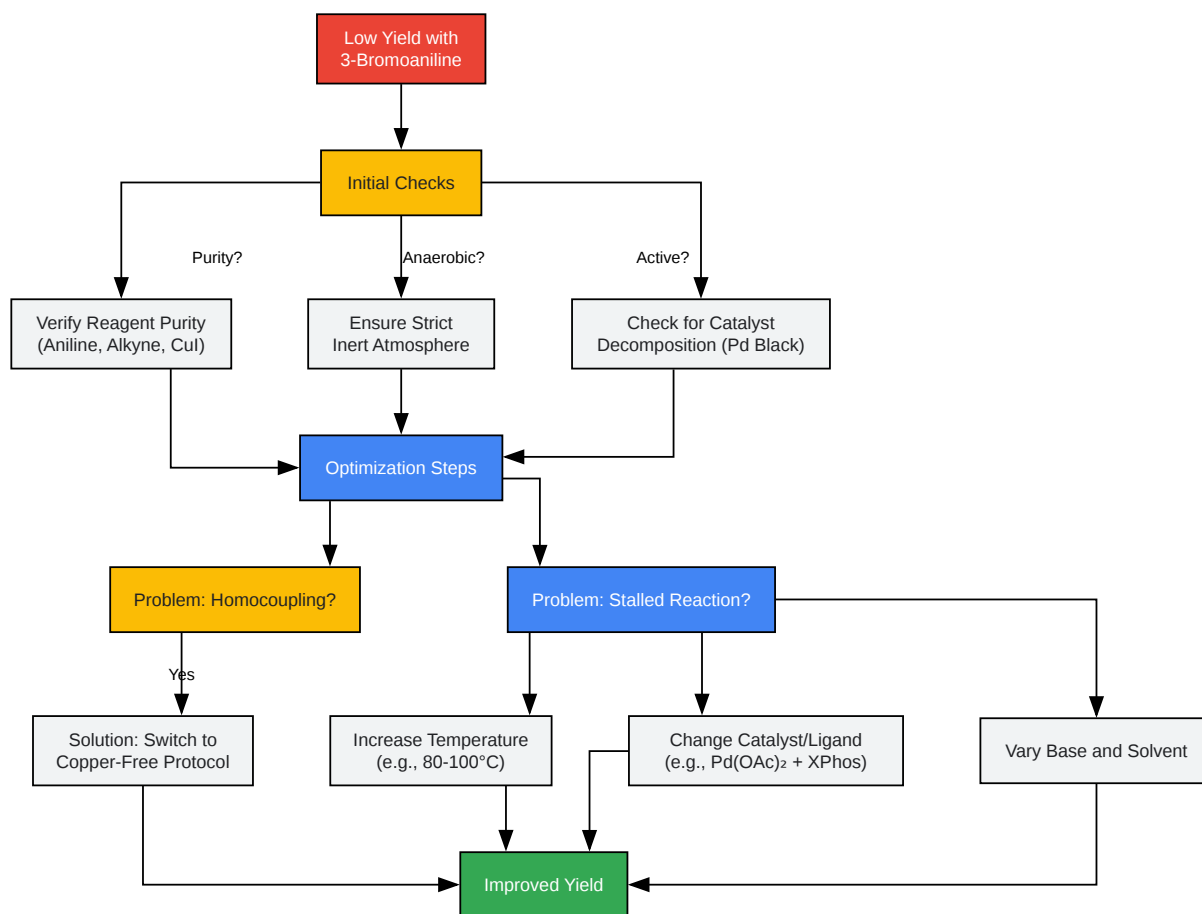 Low Yield with
3-Bromoaniline
Initial Checks
Purity?
Anaerobic?
Active?
Verify Reagent Purity
(Aniline, Alkyne, CuI)
Ensure Strict
Inert Atmosphere
Check for Catalyst
Decomposition (Pd Black)
Optimization Steps
Problem: Homocoupling?
Problem: Stalled Reaction?
Yes
Solution: Switch to
Copper-Free Protocol
Increase Temperature
(e.g., 80-100°C)
Change Catalyst/Ligand
(e.g., Pd(OAc)₂ + XPhos)
Vary Base and Solvent
Improved Yield